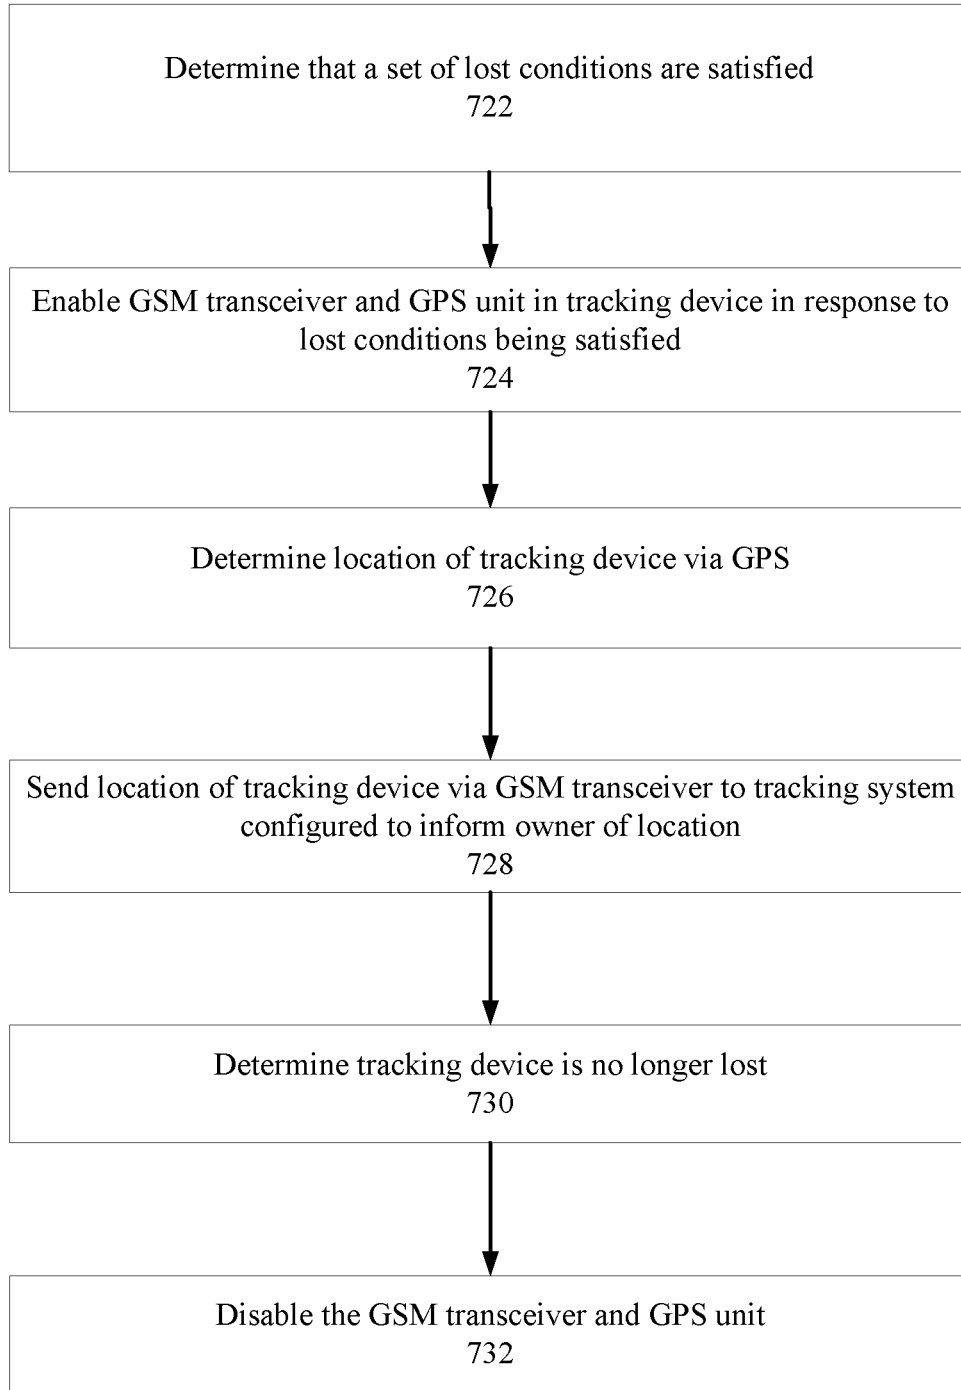 Determine that a set of lost conditions are satisfied
722
Enable GSM transceiver and GPS unit in tracking device in response to
lost conditions being satisfied
724
Determine location of tracking device via GPS
726
Send location of tracking device via GSM transceiver to tracking system
configured to inform owner of location
728
Determine tracking device is no longer lost
730
Disable the GSM transceiver and GPS unit
732